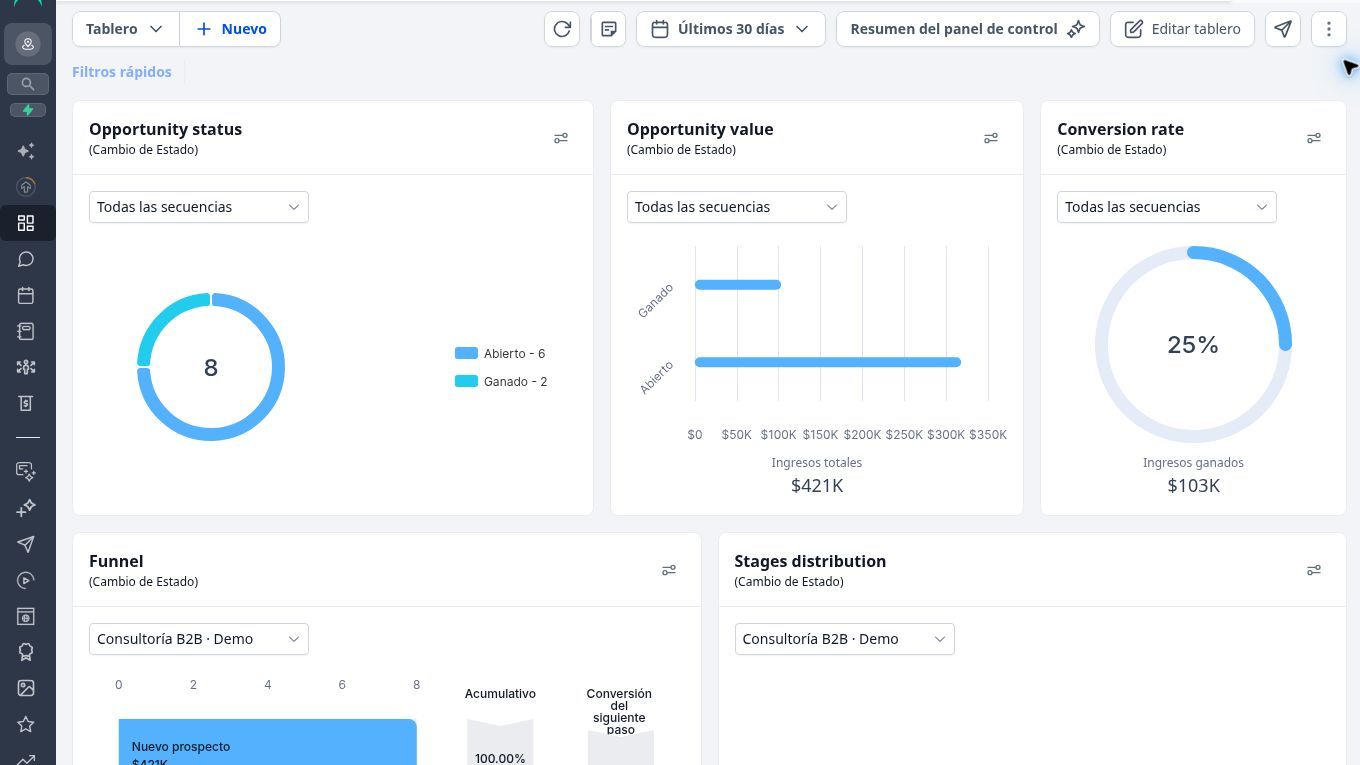 Tablero
Nuevo
Últimos 30 días
Resumen del panel de control
Editar tablero
Filtros rápidos
Opportunity status
(Cambio de Estado)
Todas las secuencias
8
Abierto - 6
Ganado - 2
Opportunity value
(Cambio de Estado)
Todas las secuencias
Ganado
Abierto
$0 $50K $100K $150K $200K $250K $300K $350K
Ingresos totales
$421K
Conversion rate
(Cambio de Estado)
Todas las secuencias
25%
Ingresos ganados
$103K
Funnel
(Cambio de Estado)
Consultoría B2B · Demo
0 2 4 6 8
Acumulativo
Conversión
del
siguiente
paso
Nuevo prospecto
$421K
100.00%
Stages distribution
(Cambio de Estado)
Consultoría B2B · Demo